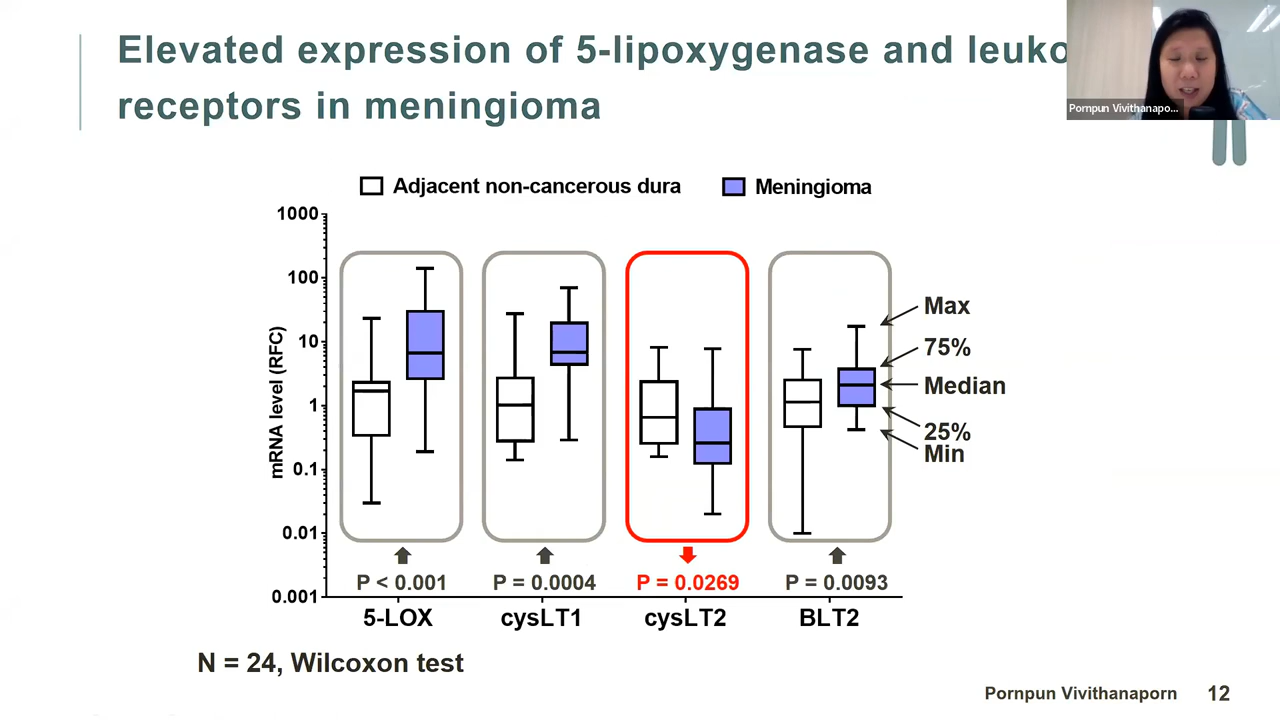 Elevated expression of 5-lipoxygenase and leuko
receptors in meningioma
Pornpun Vivithanapo...
Adjacent non-cancerous dura
Meningioma
1000
100
10
1
0.1
0.01
0.001
mRNA level (RFC)
Max
75%
Median
25%
Min
P < 0.001
P = 0.0004
P = 0.0269
P = 0.0093
5-LOX
cysLT1
cysLT2
BLT2
N = 24, Wilcoxon test
Pornpun Vivithanaporn
12